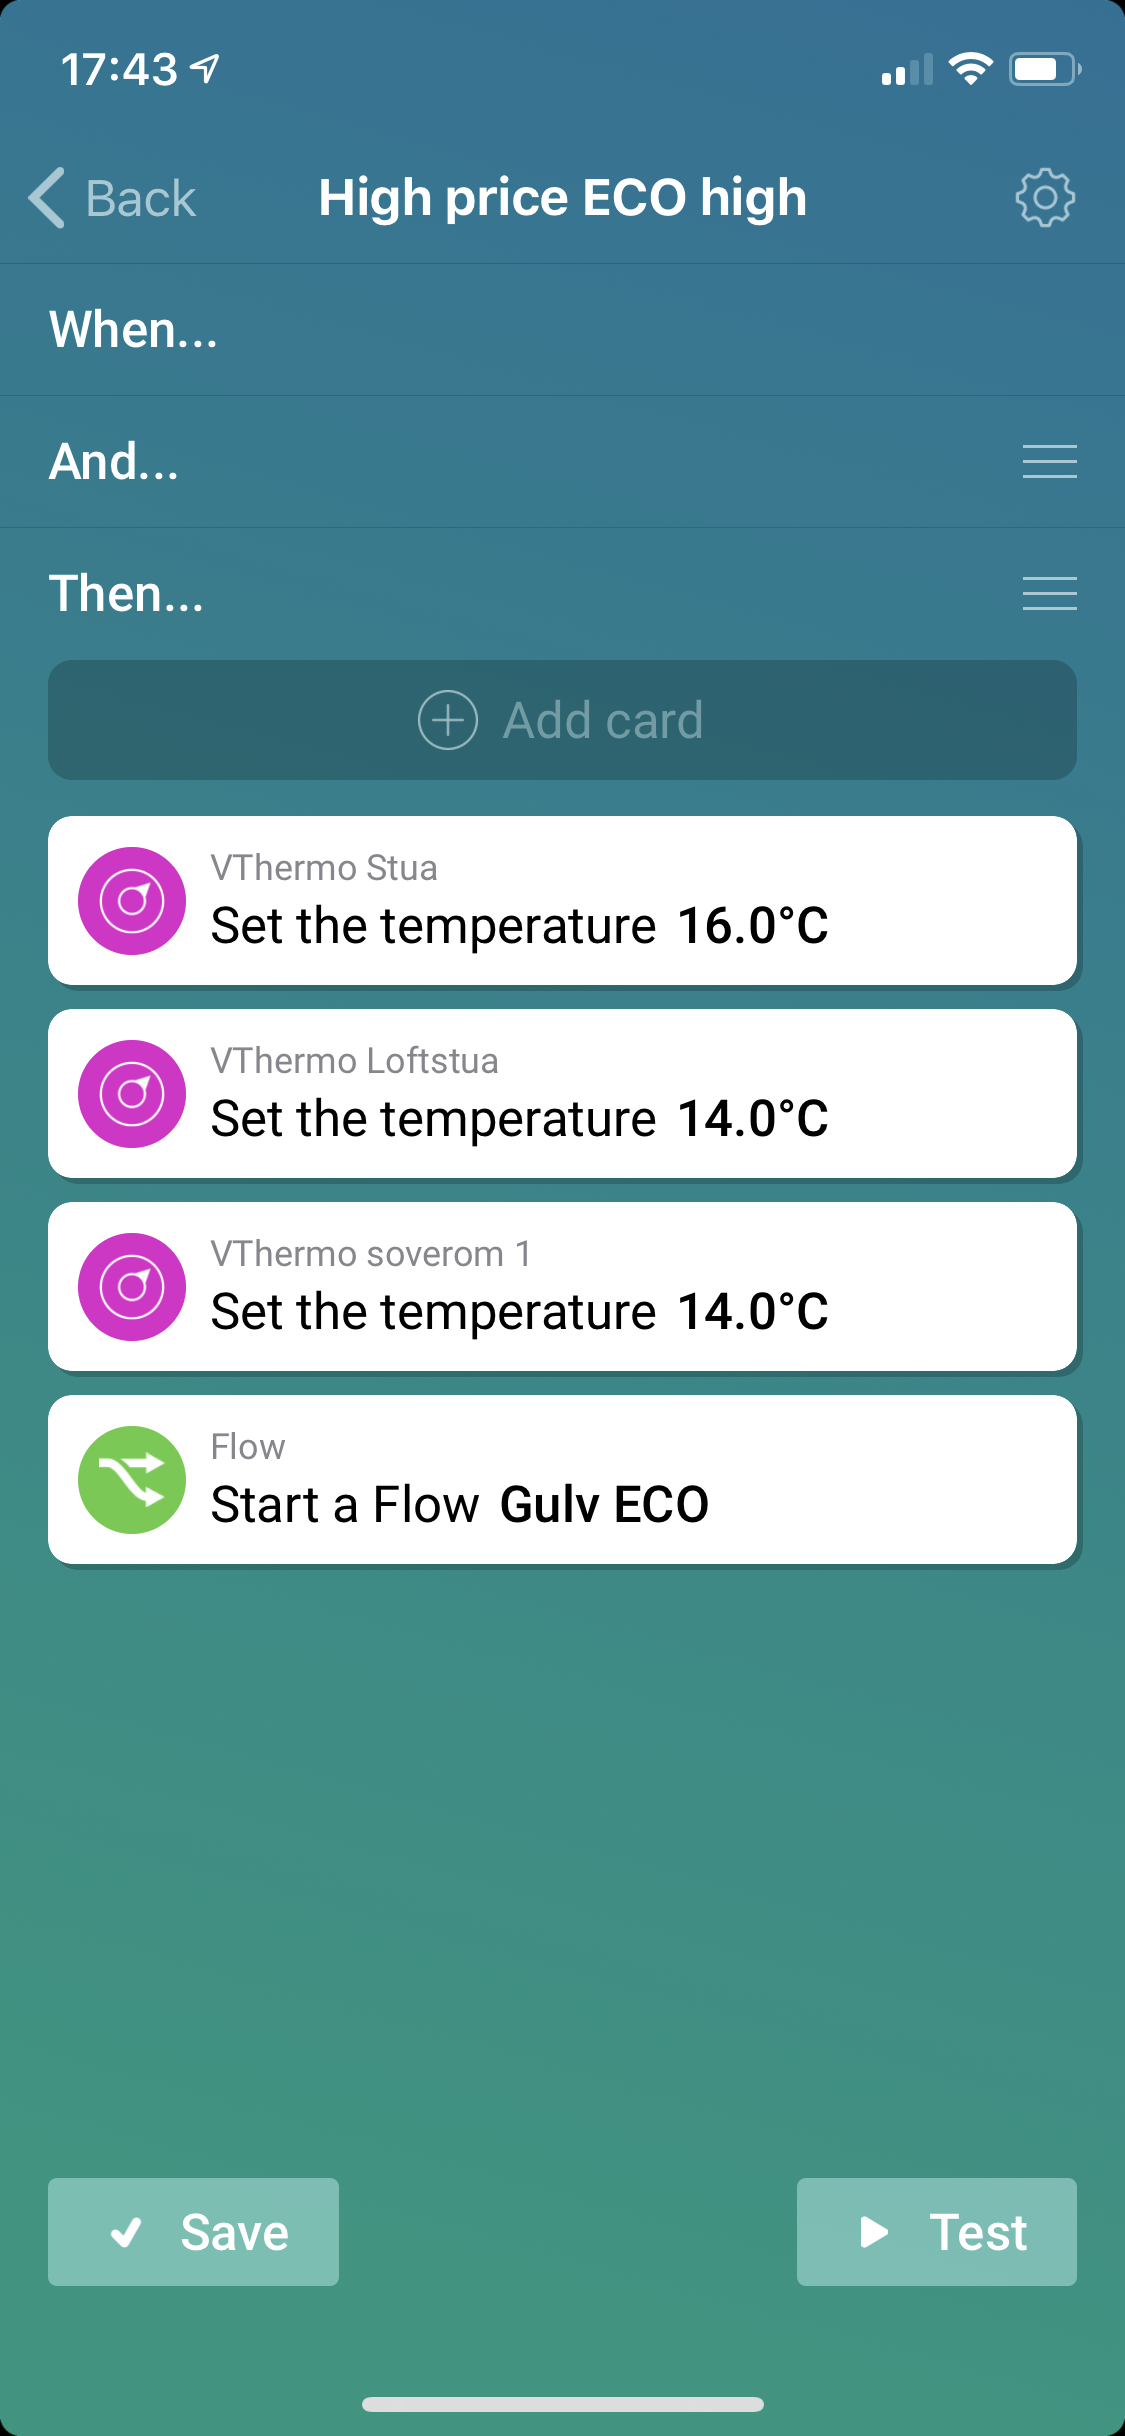 17:43
Back
High price ECO high
When...
And...
Then...
Add card
VThermo Stua
Set the temperature 16.0°C
VThermo Loftstua
Set the temperature 14.0°C
VThermo soverom 1
Set the temperature 14.0°C
Flow
Start a Flow Gulv ECO
Save
Test